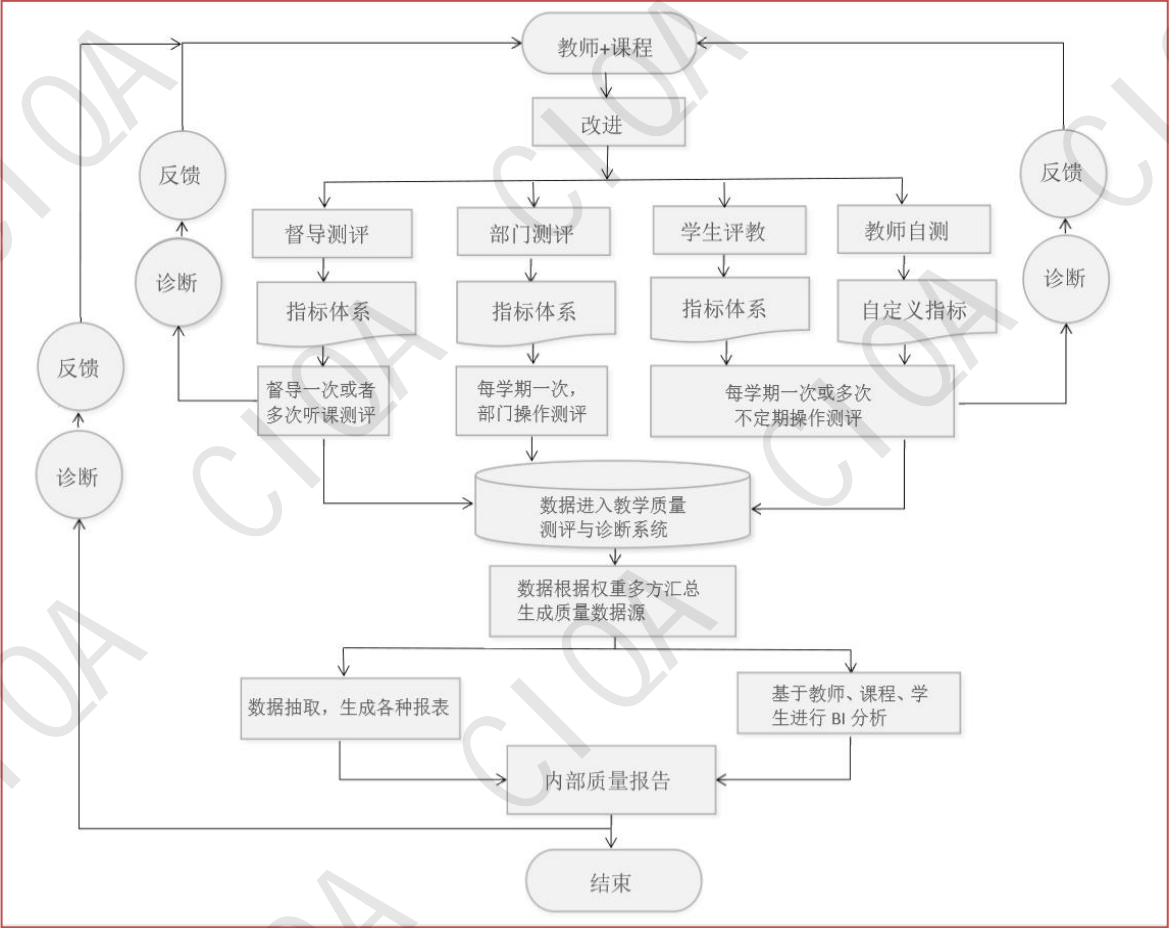 教师+课程
改进
反馈
反馈
督导测评
部门测评
学生评教
教师自测
诊断
诊断
指标体系
指标体系
指标体系
自定义指标
反馈
督导一次或者
多次听课测评
每学期一次，
部门操作测评
每学期一次或多次
不定期操作测评
诊断
数据进入教学质量
测评与诊断系统
数据根据权重多方汇总
生成质量数据源
数据抽取，生成各种报表
基于教师、课程、学
生进行 BI 分析
内部质量报告
结束
CIQA
CIQA
CIQA
CIQA
CIQA
CIQA
CIQA